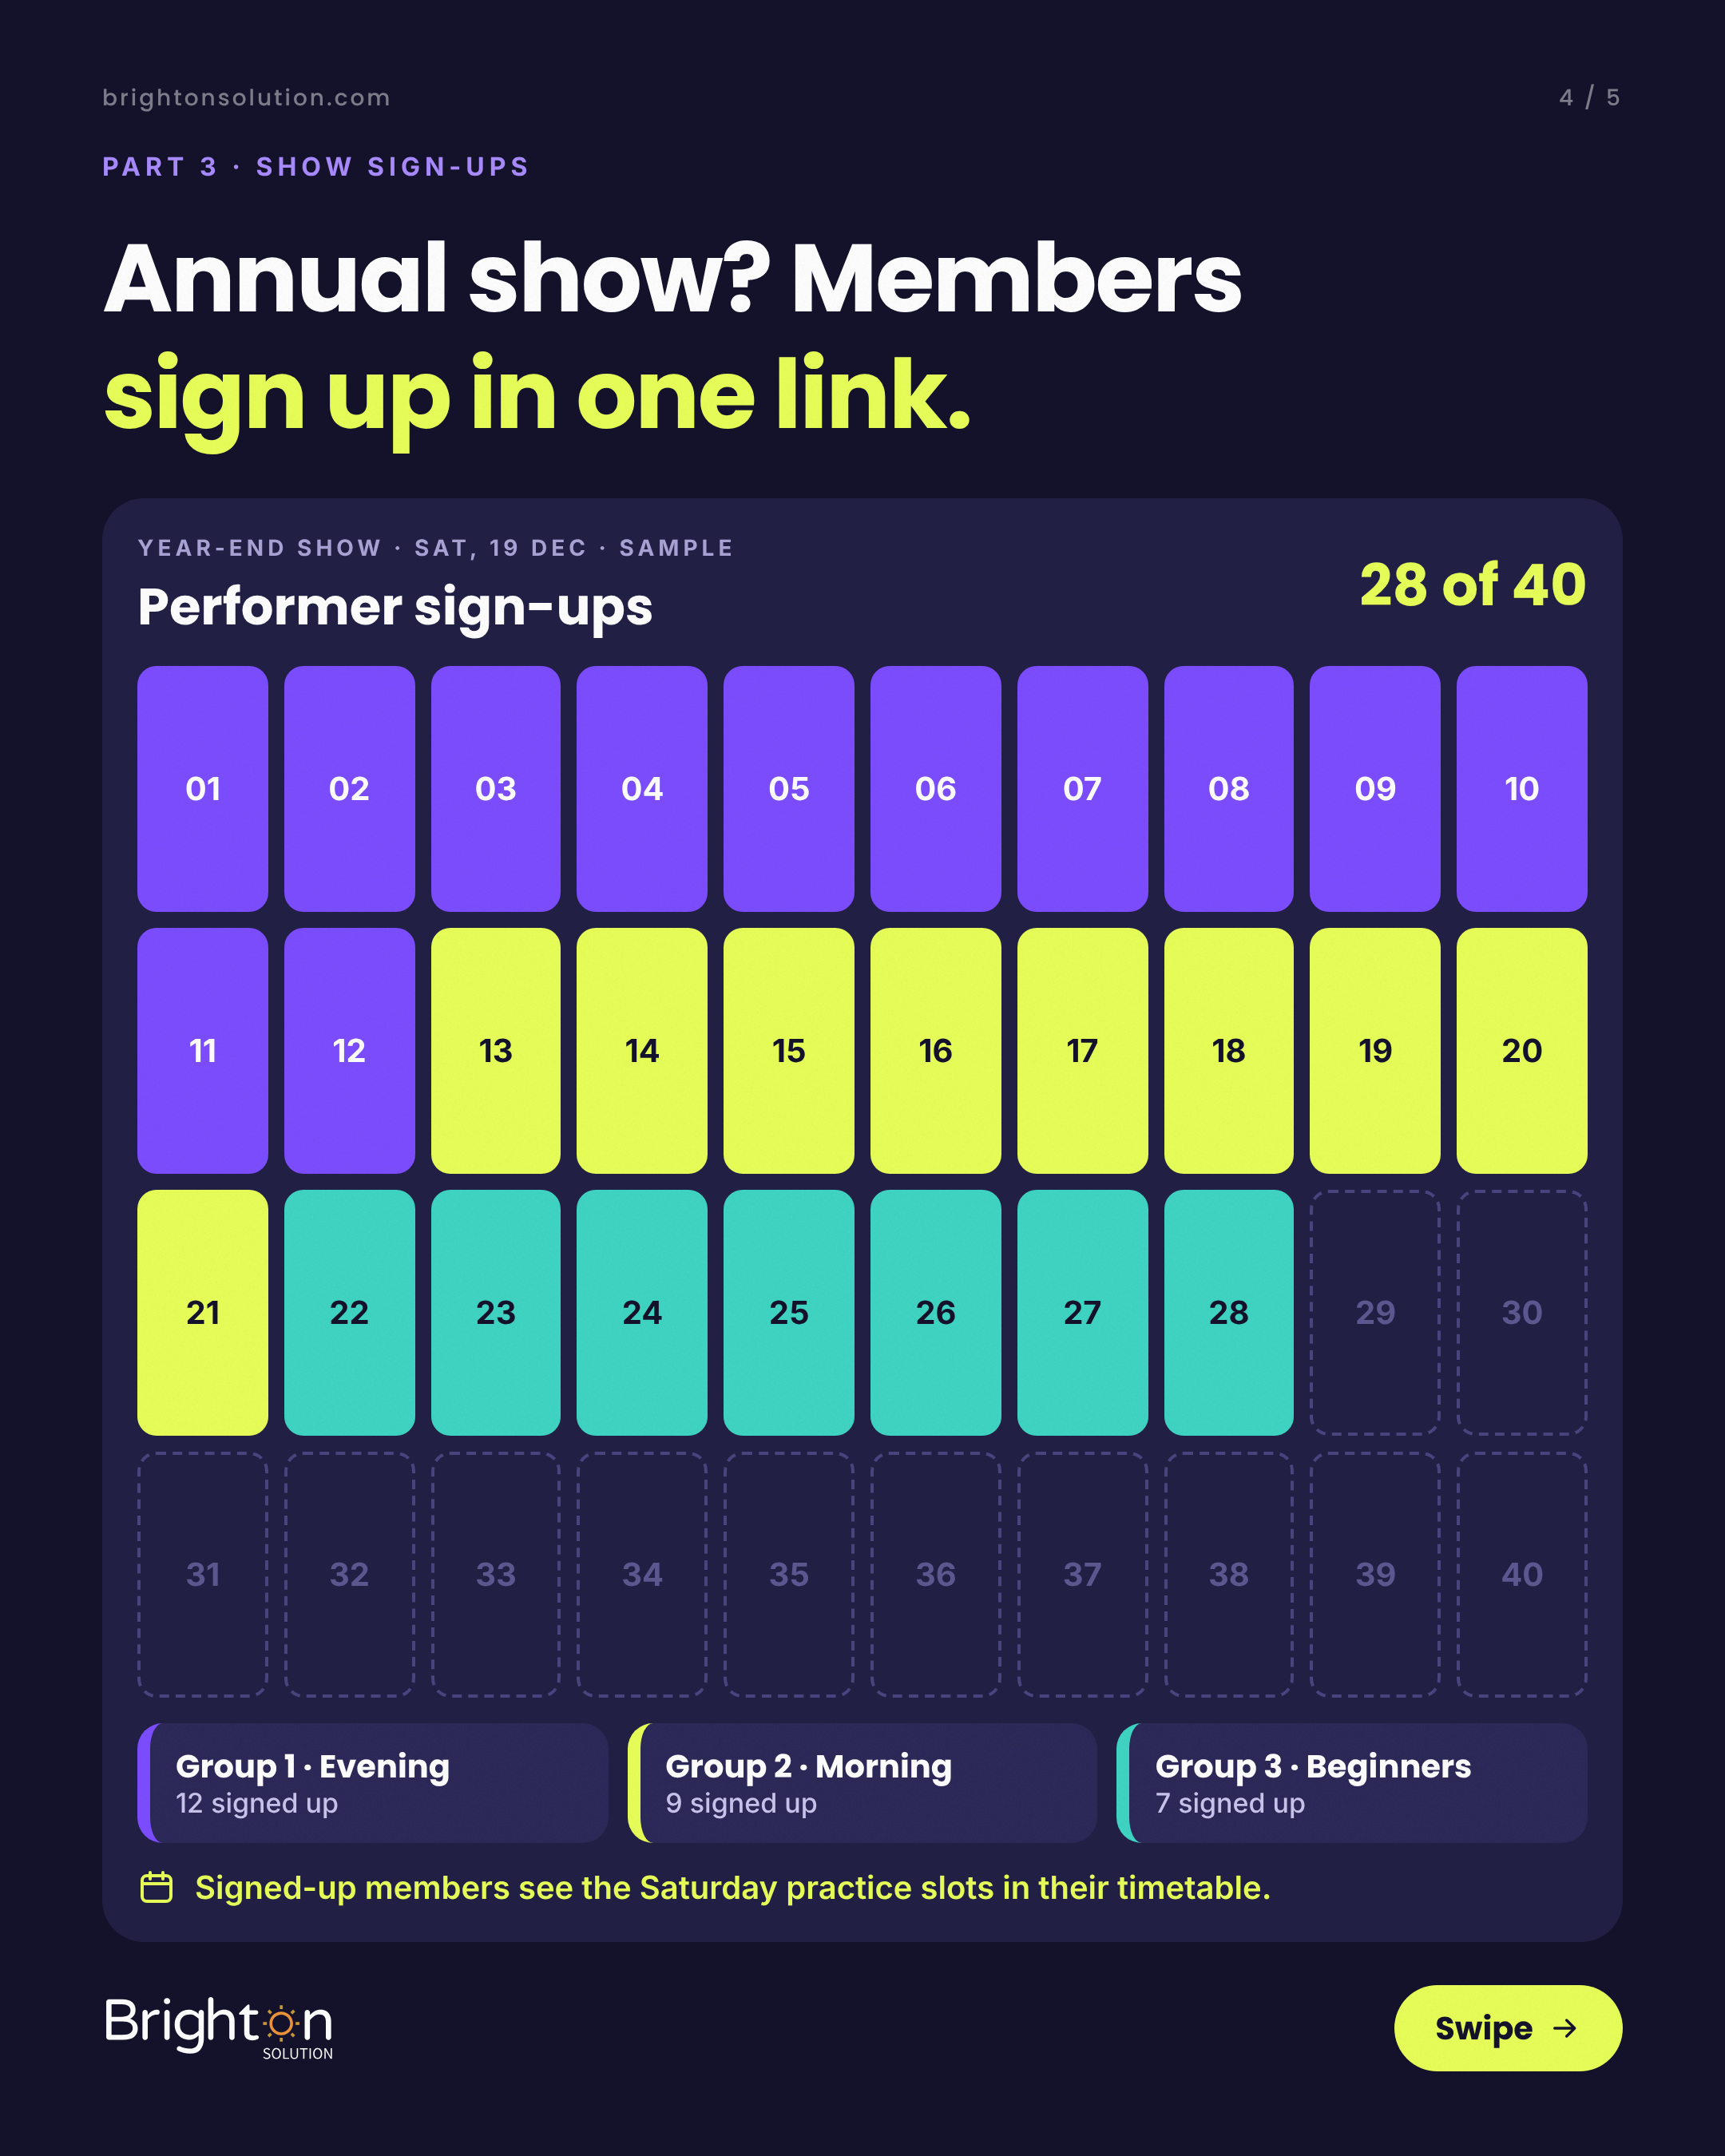 brightonsolution.com 4 / 5
PART 3 · SHOW SIGN-UPS
Annual show? Members
sign up in one link.
YEAR-END SHOW · SAT, 19 DEC · SAMPLE
Performer sign-ups
28 of 40
01 02 03 04 05 06 07 08 09 10
11 12 13 14 15 16 17 18 19 20
21 22 23 24 25 26 27 28 29 30
31 32 33 34 35 36 37 38 39 40
Group 1 · Evening
12 signed up
Group 2 · Morning
9 signed up
Group 3 · Beginners
7 signed up
Signed-up members see the Saturday practice slots in their timetable.
Brighton
SOLUTION
Swipe →